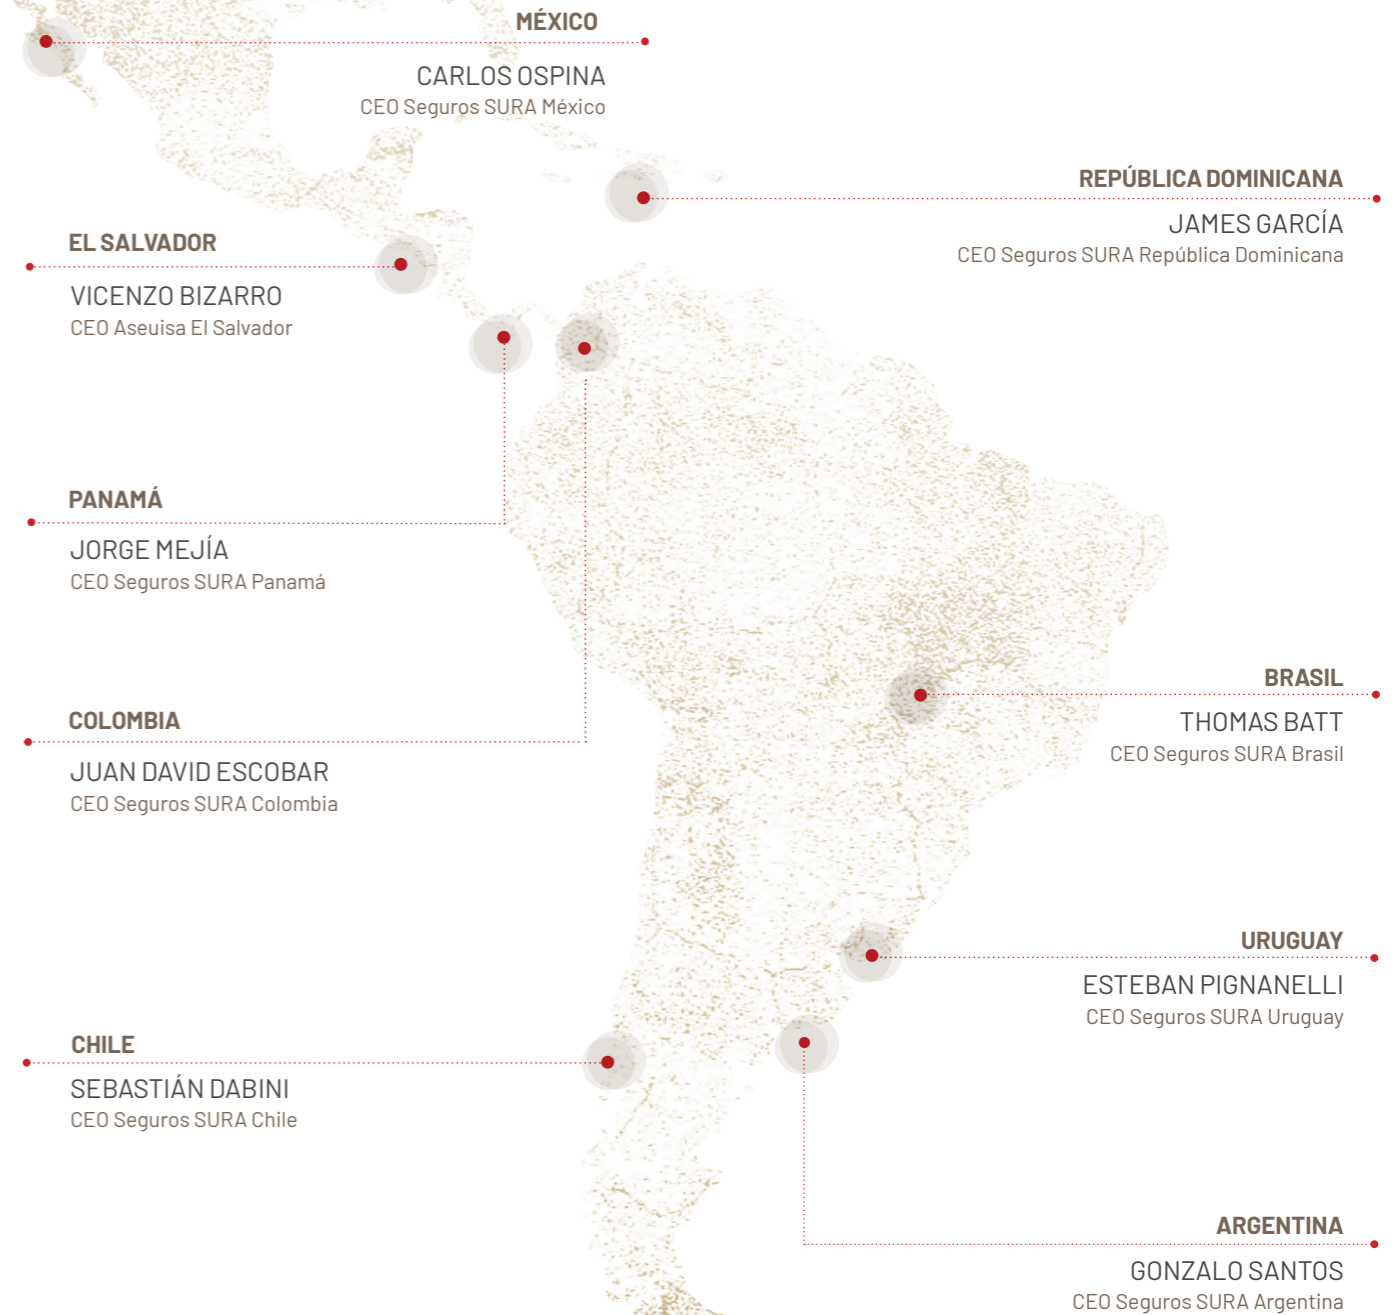 MÉXICO
CARLOS OSPINA
CEO Seguros SURA México
REPÚBLICA DOMINICANA
JAMES GARCÍA
CEO Seguros SURA República Dominicana
EL SALVADOR
VICENZO BIZARRO
CEO Aseuisa El Salvador
PANAMÁ
JORGE MEJÍA
CEO Seguros SURA Panamá
COLOMBIA
JUAN DAVID ESCOBAR
CEO Seguros SURA Colombia
BRASIL
THOMAS BATT
CEO Seguros SURA Brasil
URUGUAY
ESTEBAN PIGNANELLI
CEO Seguros SURA Uruguay
CHILE
SEBASTIÁN DABINI
CEO Seguros SURA Chile
ARGENTINA
GONZALO SANTOS
CEO Seguros SURA Argentina